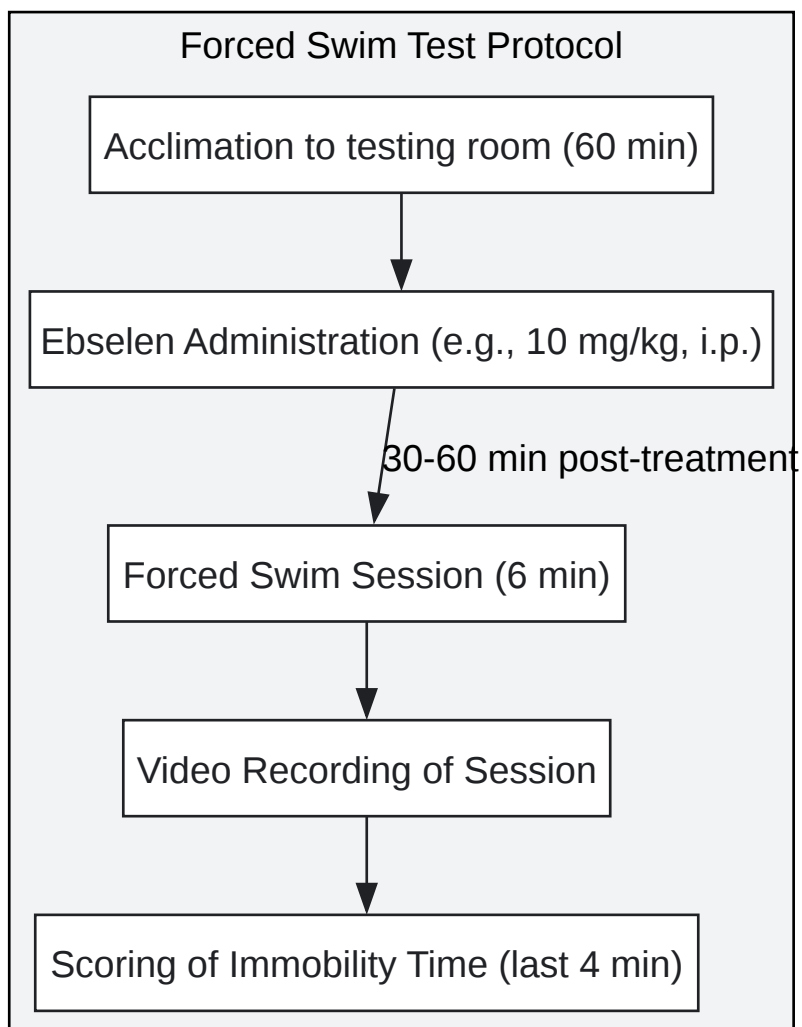 Forced Swim Test Protocol
Acclimation to testing room (60 min)
Ebselen Administration (e.g., 10 mg/kg, i.p.)
30-60 min post-treatment
Forced Swim Session (6 min)
Video Recording of Session
Scoring of Immobility Time (last 4 min)